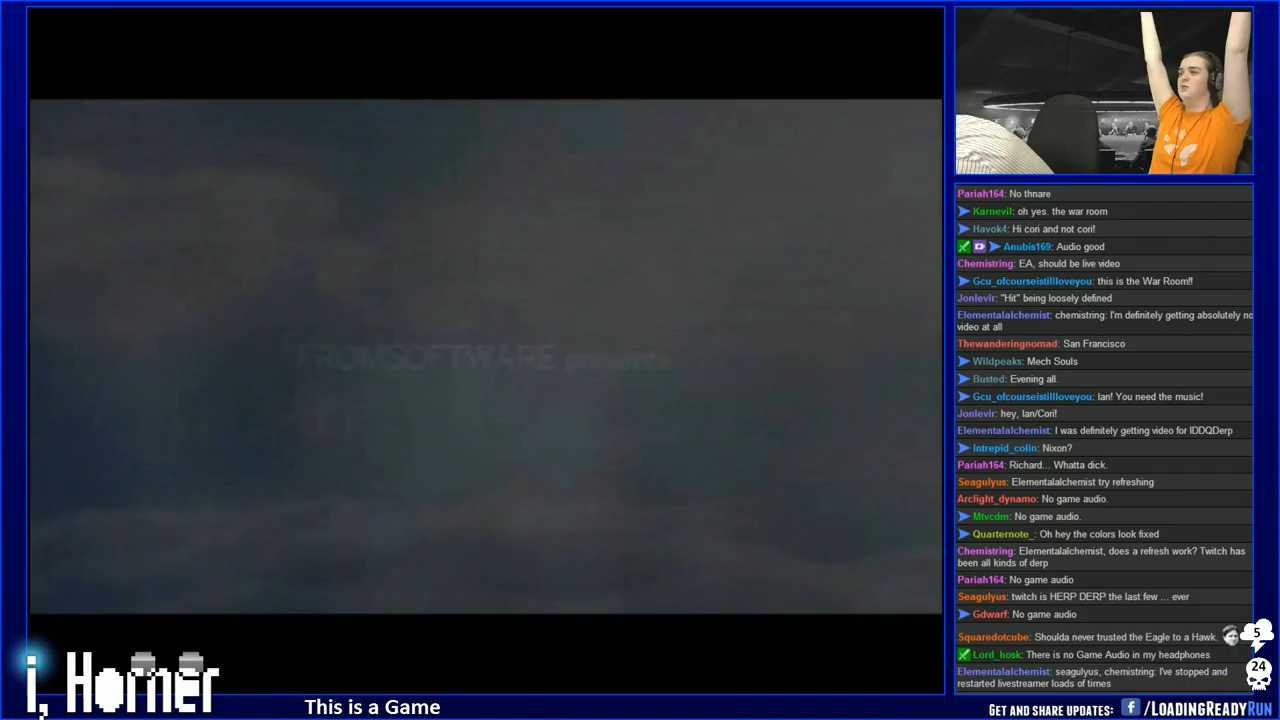 MSOFTWARE presents
Pariah164: No thnare
Karnevil: oh yes. the war room
Havok4: Hi cori and not cori!
Anubis169: Audio good
Chemistring: EA, should be live video
Gcu_ofcourseistillloveyou: this is the War Room!!
Jonlevir: "Hit" being loosely defined
Elementalalchemist: chemistring: I'm definitely getting absolutely no
video at all
Thewanderingnomad: San Francisco
Wildpeaks: Mech Souls
Busted: Evening all.
Gcu_ofcourseistillloveyou: Ian! You need the music!
Jonlevir: hey, Ian/Cori!
Elementalalchemist: I was definitely getting video for IDDQDerp
Intrepid_colin: Nixon?
Pariah164: Richard... Whatta dick.
Seagulyus: Elementalalchemist try refreshing
Arclight_dynamo: No game audio.
Mtvcdm: No game audio.
Quarternote_: Oh hey the colors look fixed
Chemistring: Elementalalchemist, does a refresh work? Twitch has
been all kinds of derp
Pariah164: No game audio
Seagulyus: twitch is HERP DERP the last few ... ever
Gdwarf: No game audio
Squaredotcube: Shoulda never trusted the Eagle to a Hawk.
Lord_hosk: There is no Game Audio in my headphones
Elementalalchemist: seagulyus, chemistring: I've stopped and
restarted livestreamer loads of times
5
24
i, Horner
This is a Game
GET AND SHARE UPDATES: f /LOADINGREADYRUN